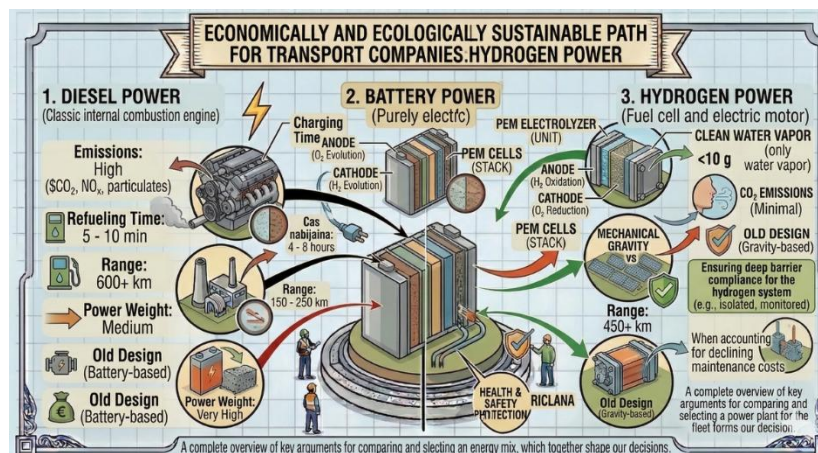 ECONOMICALLY AND ECOLOGICALLY SUSTAINABLE PATH
FOR TRANSPORT COMPANIES:HYDROGEN POWER
1. DIESEL POWER
(Classic internal combustion engine)
Emissions:
High
($CO₂, NOₓ, particulates)
Refueling Time:
5 - 10 min
Range:
600+ km
Power Weight:
Medium
Old Design
(Battery-based)
Old Design
(Battery-based)
2. BATTERY POWER
(Purely electfc)
Charging
Time
ANODE
(O₂ Evolution)
CATHODE
(H₂ Evolution)
PEM CELLS
(STACK)
Cas
nabijaina:
4 - 8 hours
Range:
150 - 250 km
Power Weight:
Very High
HEALTH &
SAFETY
PROTECTION
RICLANA
3. HYDROGEN POWER
(Fuel cell and electric motor)
PEM ELECTROLYZER
(UNIT)
ANODE
(H₂ Oxidation)
CATHODE
(O₂ Reduction)
PEM CELLS
(STACK)
CLEAN WATER VAPOR
<10 g
(only
water vapor)
CO₂ EMISSIONS
(Minimal)
MECHANICAL
GRAVITY
VS
OLD DESIGN
(Gravity-based)
Ensuring deep barrier
compliance for the
hydrogen system
(e.g., isolated, monitored)
Range:
450+ km
When accounting
for declining
maintenance costs
Old Design
(Gravity-based)
A complete overview of key
arguments for comparing and
selecting a power plant for the
fleet forms our decision.
A complete overview of key arguments for comparing and slecting an energy mix, which together shape our decisions.